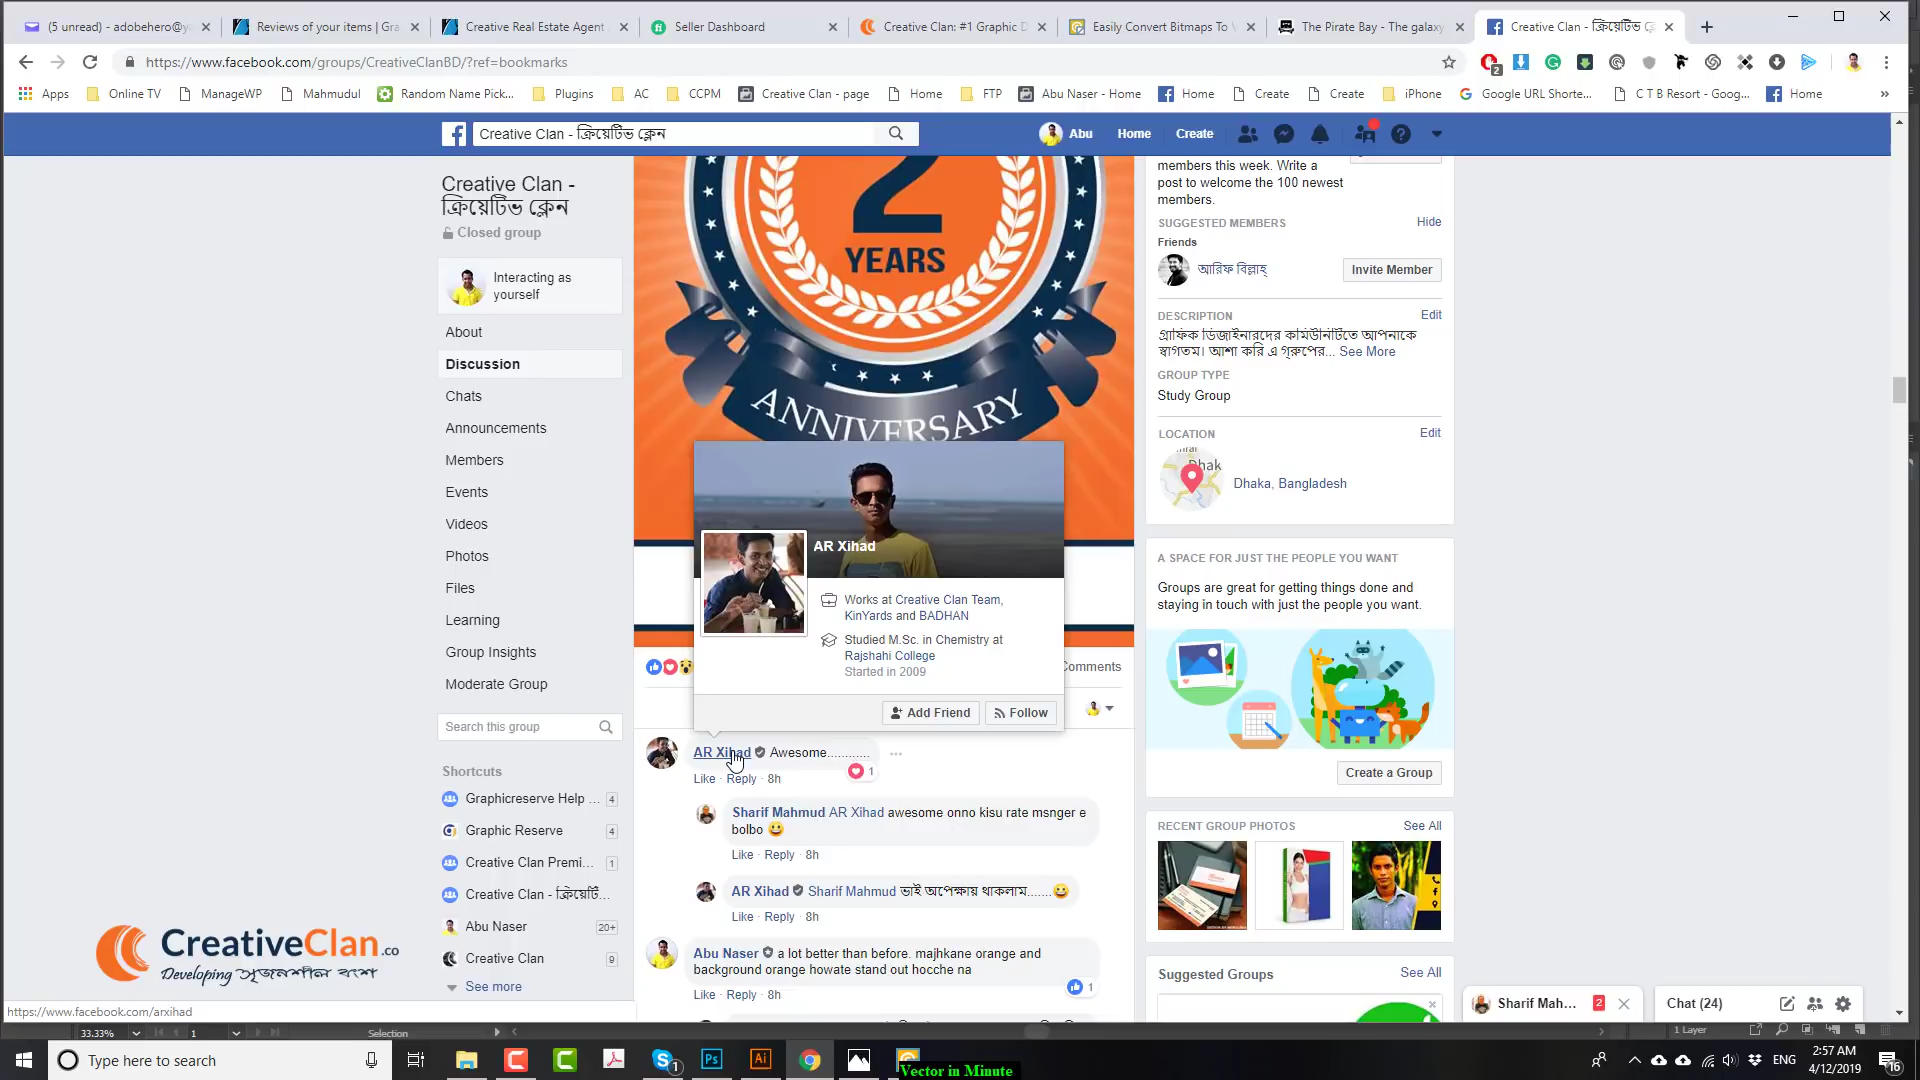 (5 unread) - adobehero@y
Reviews of your items | Gra
Creative Real Estate Agent
Seller Dashboard
Creative Clan: #1 Graphic D
Easily Convert Bitmaps To V
The Pirate Bay - The galaxy
Creative Clan - ক্রিয়েটিভ ক্লে
https://www.facebook.com/groups/CreativeClanBD/?ref=bookmarks
2
Apps
Online TV
ManageWP
Mahmudul
Random Name Pick...
Plugins
AC
CCPM
Creative Clan - page
Home
FTP
Abu Naser - Home
Home
Create
Create
iPhone
Google URL Shorte...
C T B Resort - Goog...
Home
Creative Clan - ক্রিয়েটিভ ক্লেন
Abu
Home
Create
Creative Clan -
ক্রিয়েটিভ ক্লেন
Closed group
Interacting as
yourself
About
Discussion
Chats
Announcements
Members
Events
Videos
Photos
Files
Learning
Group Insights
Moderate Group
Search this group
Shortcuts
Graphicreserve Help ... 4
Graphic Reserve 4
Creative Clan Premi... 1
Creative Clan - ক্রিয়েটি...
Abu Naser 20+
Creative Clan 9
See more
CreativeClan.co
Developing সৃজনশীল বংশ
2
YEARS
ANNIVERSARY
AR Xihad
Works at Creative Clan Team,
KinYards and BADHAN
Studied M.Sc. in Chemistry at
Rajshahi College
Started in 2009
Add Friend
Follow
Comments
AR Xihad Awesome............
1
Like · Reply · 8h
Sharif Mahmud AR Xihad awesome onno kisu rate msnger e
bolbo 😀
Like · Reply · 8h
AR Xihad Sharif Mahmud ভাই অপেক্ষায় থাকলাম.......😀
Like · Reply · 8h
Abu Naser a lot better than before. majhkane orange and
background orange howate stand out hocche na
1
Like · Reply · 8h
members this week. Write a
post to welcome the 100 newest
members.
SUGGESTED MEMBERS Hide
Friends
আরিফ বিল্লাহ্
Invite Member
DESCRIPTION Edit
গ্রাফিক ডিজাইনারদের কমিউনিটিতে আপনাকে
স্বাগতম। আশা করি এ গ্রুপের... See More
GROUP TYPE
Study Group
LOCATION Edit
Dhak
Dhaka, Bangladesh
A SPACE FOR JUST THE PEOPLE YOU WANT
Groups are great for getting things done and
staying in touch with just the people you want.
Create a Group
RECENT GROUP PHOTOS See All
Suggested Groups See All
Sharif Mah... 2
Chat (24)
https://www.facebook.com/arxihad
33.33%
1
Selection
1 Layer
Type here to search
1
Ps
Ai
Vector in Minute
ENG
2:57 AM
4/12/2019
16